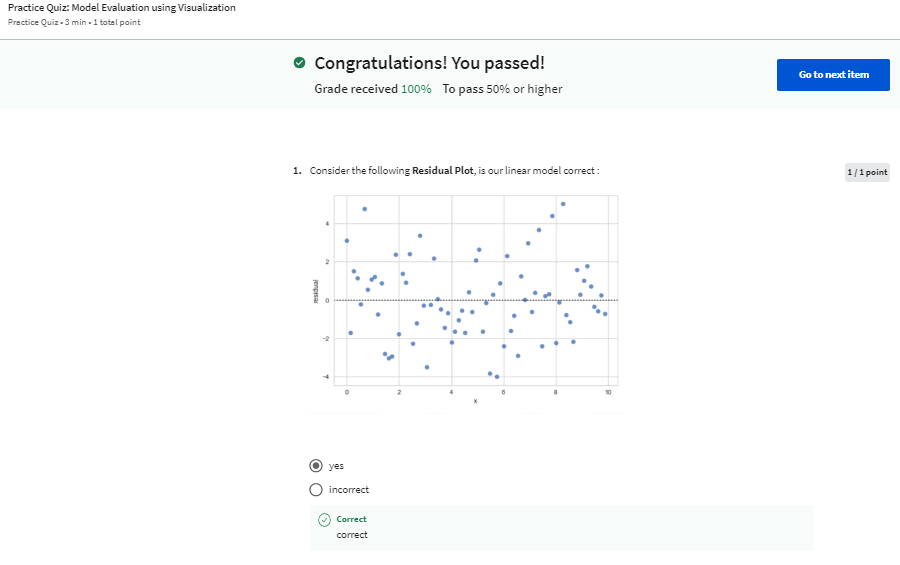 Practice Quiz: Model Evaluation using Visualization
Practice Quiz • 3 min • 1 total point
Congratulations! You passed!
Grade received 100% To pass 50% or higher
Go to next item
1. Consider the following Residual Plot, is our linear model correct :
1 / 1 point
4
2
0
-2
-4
residual
0 2 4 6 8 10
x
yes
incorrect
Correct
correct